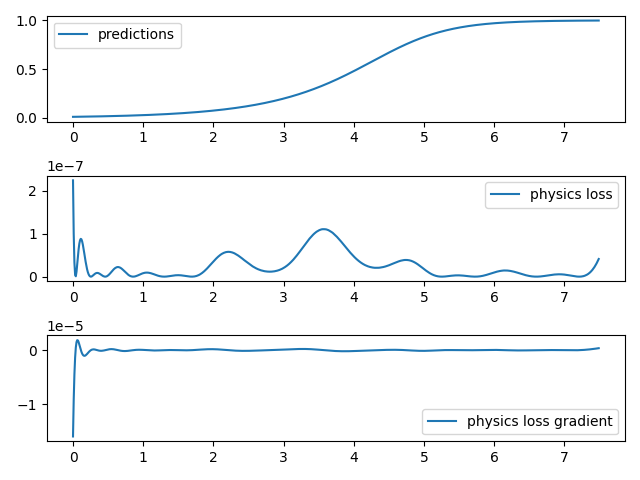 1.0
0.5
0.0
predictions
0 1 2 3 4 5 6 7
1e−7
2
1
0
physics loss
0 1 2 3 4 5 6 7
1e−5
0
−1
physics loss gradient
0 1 2 3 4 5 6 7